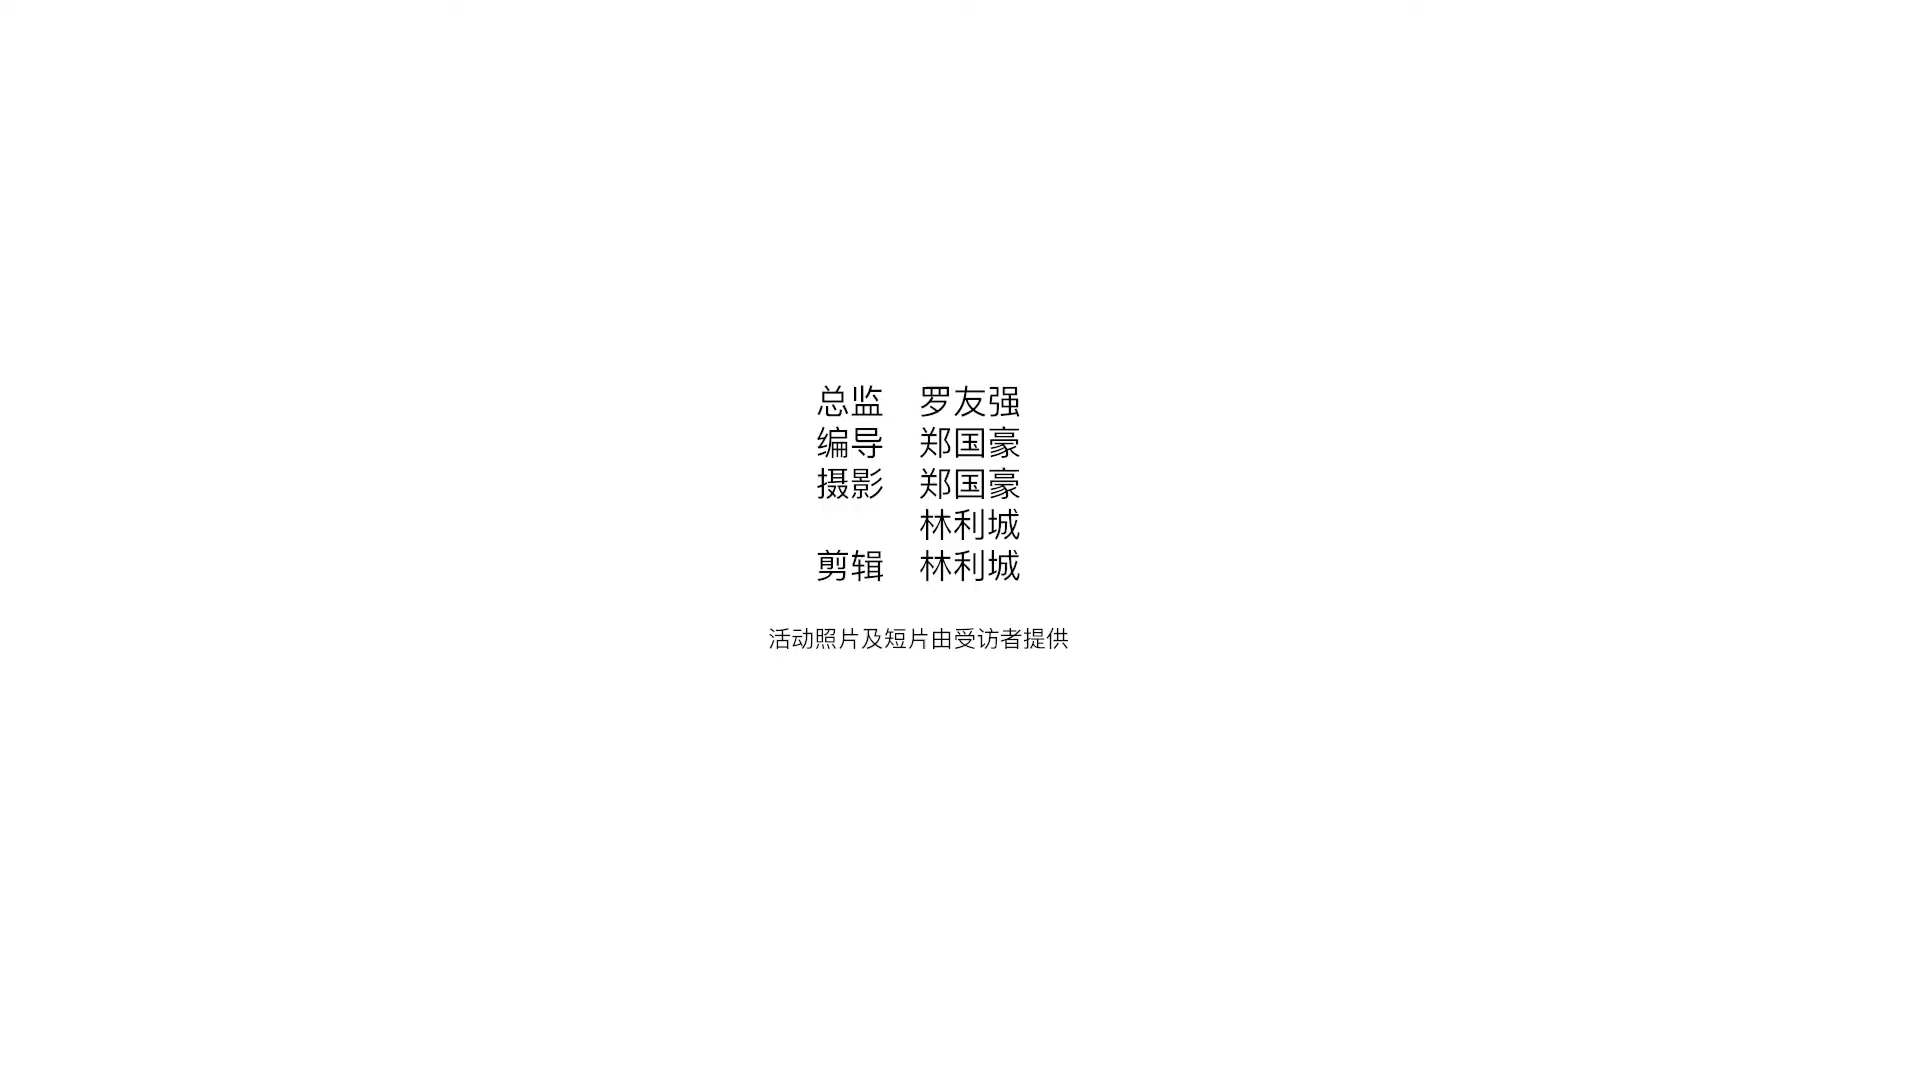 总监 罗友强
编导 郑国豪
摄影 郑国豪
林利城
剪辑 林利城
活动照片及短片由受访者提供